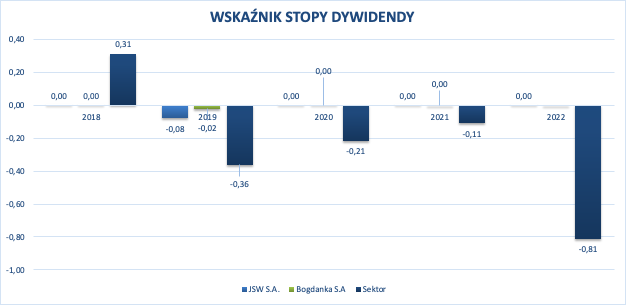 WSKAŹNIK STOPY DYWIDENDY
0,40
0,20
0,00
-0,20
-0,40
-0,60
-0,80
-1,00
0,00 0,00 0,31
-0,08 -0,02 -0,36
0,00 0,00 -0,21
0,00 0,00 -0,11
0,00 0,00 -0,81
2018 2019 2020 2021 2022
JSW S.A. Bogdanka S.A Sektor